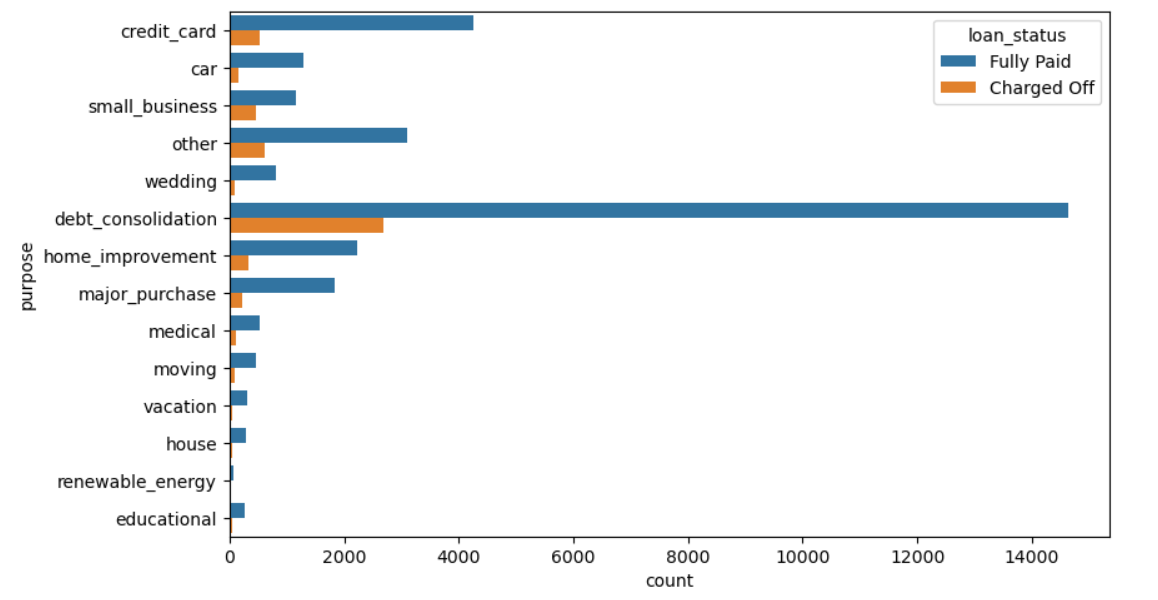 credit_card
car
small_business
other
wedding
debt_consolidation
home_improvement
major_purchase
medical
moving
vacation
house
renewable_energy
educational
purpose
0 2000 4000 6000 8000 10000 12000 14000
count
loan_status
Fully Paid
Charged Off